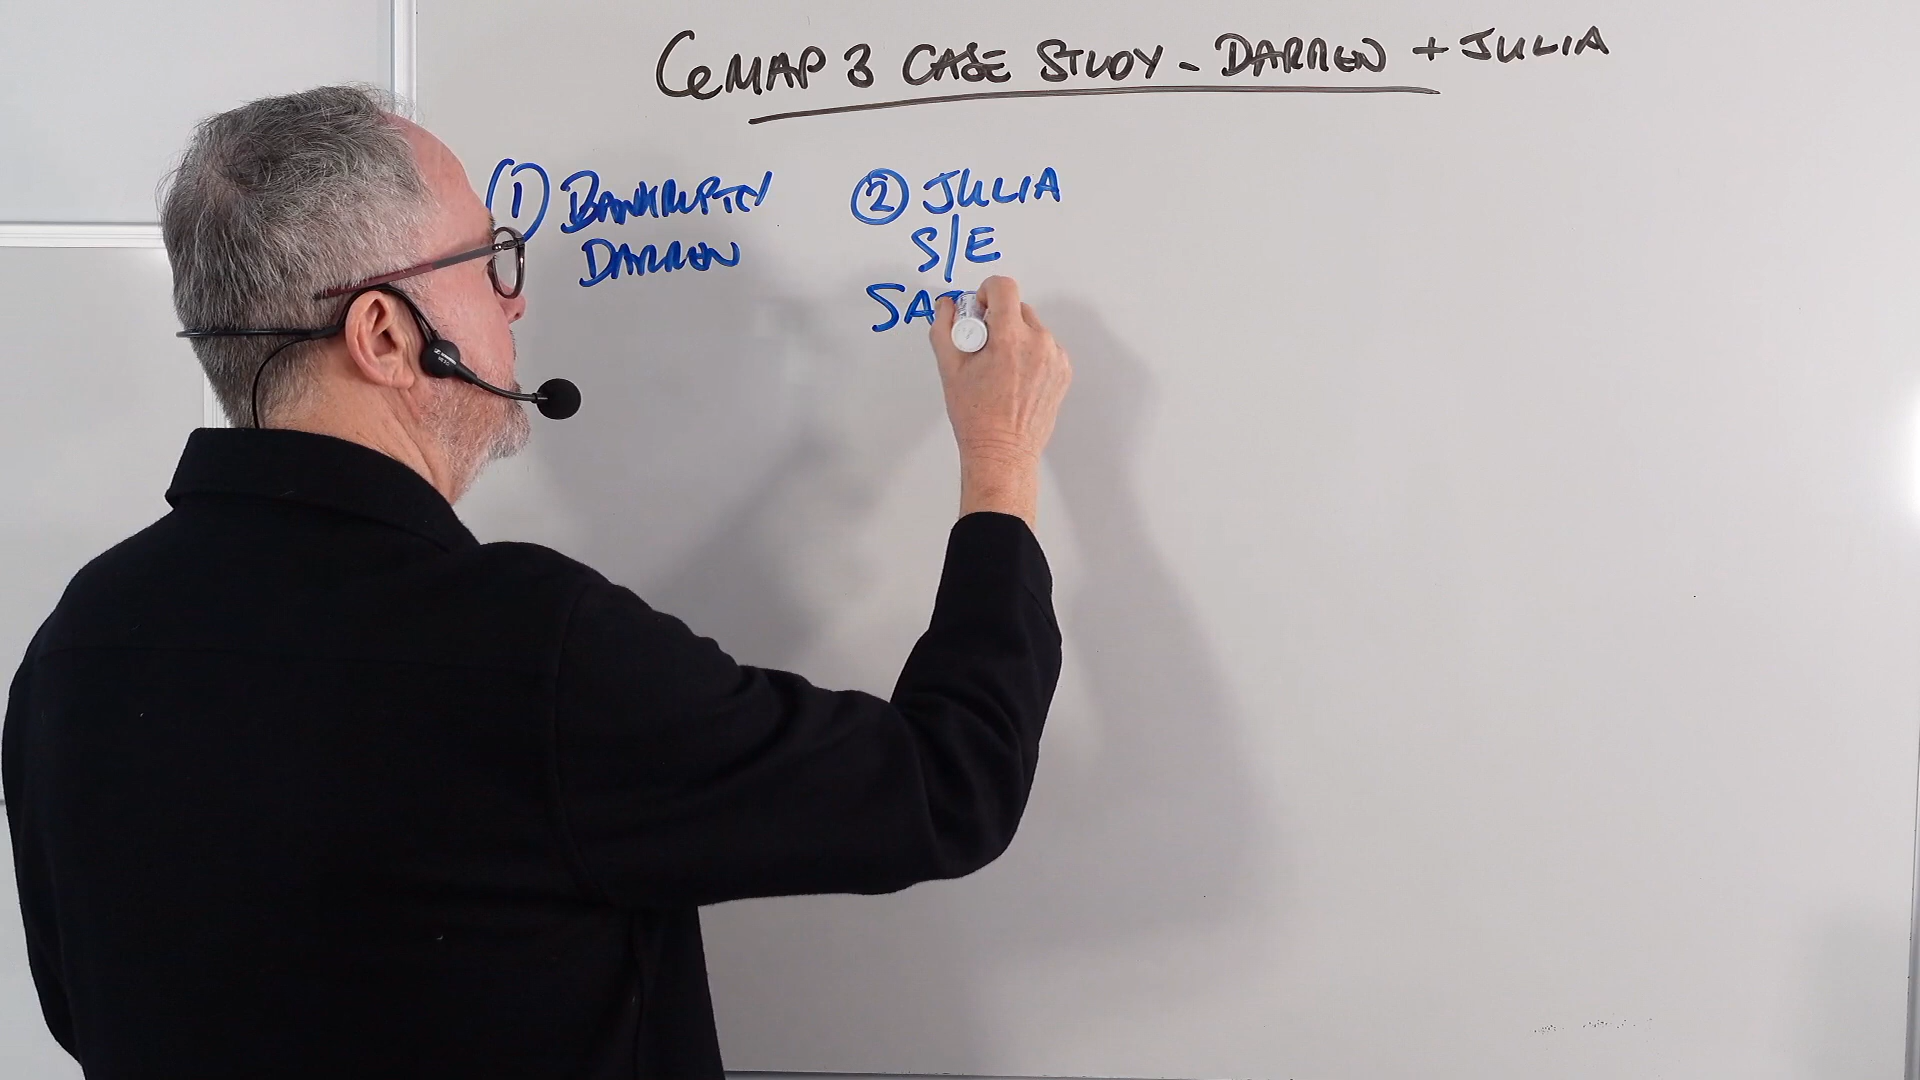 CeMAP 3 CASE STUDY - DARREN + JULIA
① BANKRUPTCY
DARREN
② JULIA
S/E